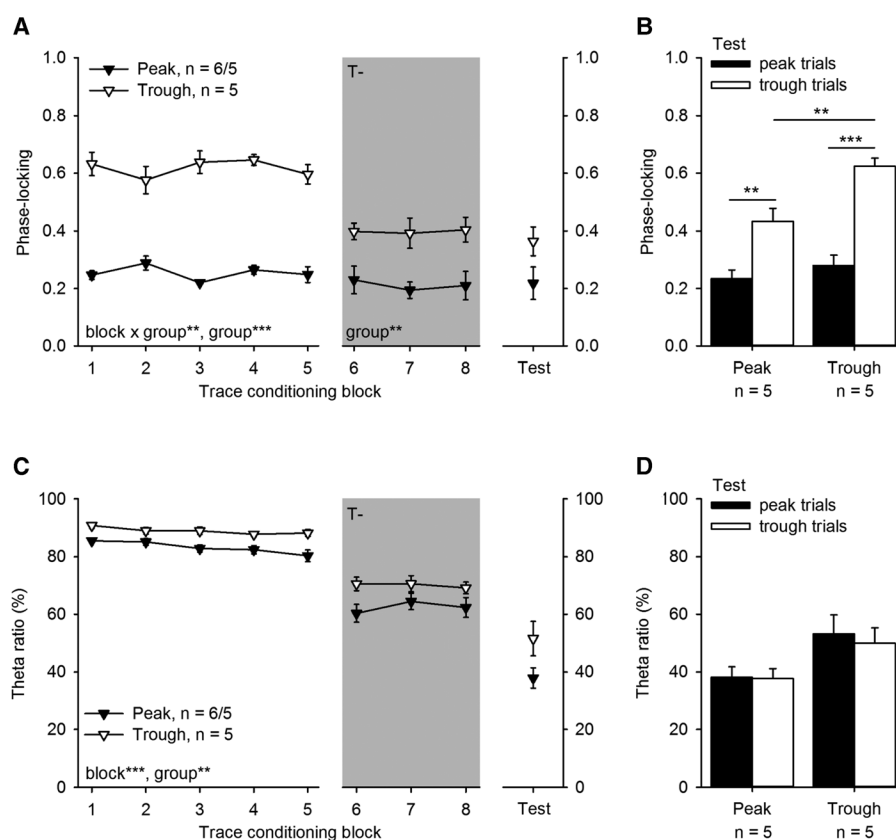 A
Phase-locking
1.0
0.8
0.6
0.4
0.2
0.0
Peak, n = 6/5
Trough, n = 5
block x group**, group***
1 2 3 4 5
T-
group**
6 7 8
Trace conditioning block
1.0
0.8
0.6
0.4
0.2
0.0
Test
B
Phase-locking
1.0
0.8
0.6
0.4
0.2
0.0
Test
peak trials
trough trials
**
***
**
Peak
n = 5
Trough
n = 5
C
Theta ratio (%)
100
80
60
40
20
0
Peak, n = 6/5
Trough, n = 5
block***, group**
1 2 3 4 5
T-
6 7 8
Trace conditioning block
100
80
60
40
20
0
Test
D
Theta ratio (%)
100
80
60
40
20
0
Test
peak trials
trough trials
Peak
n = 5
Trough
n = 5